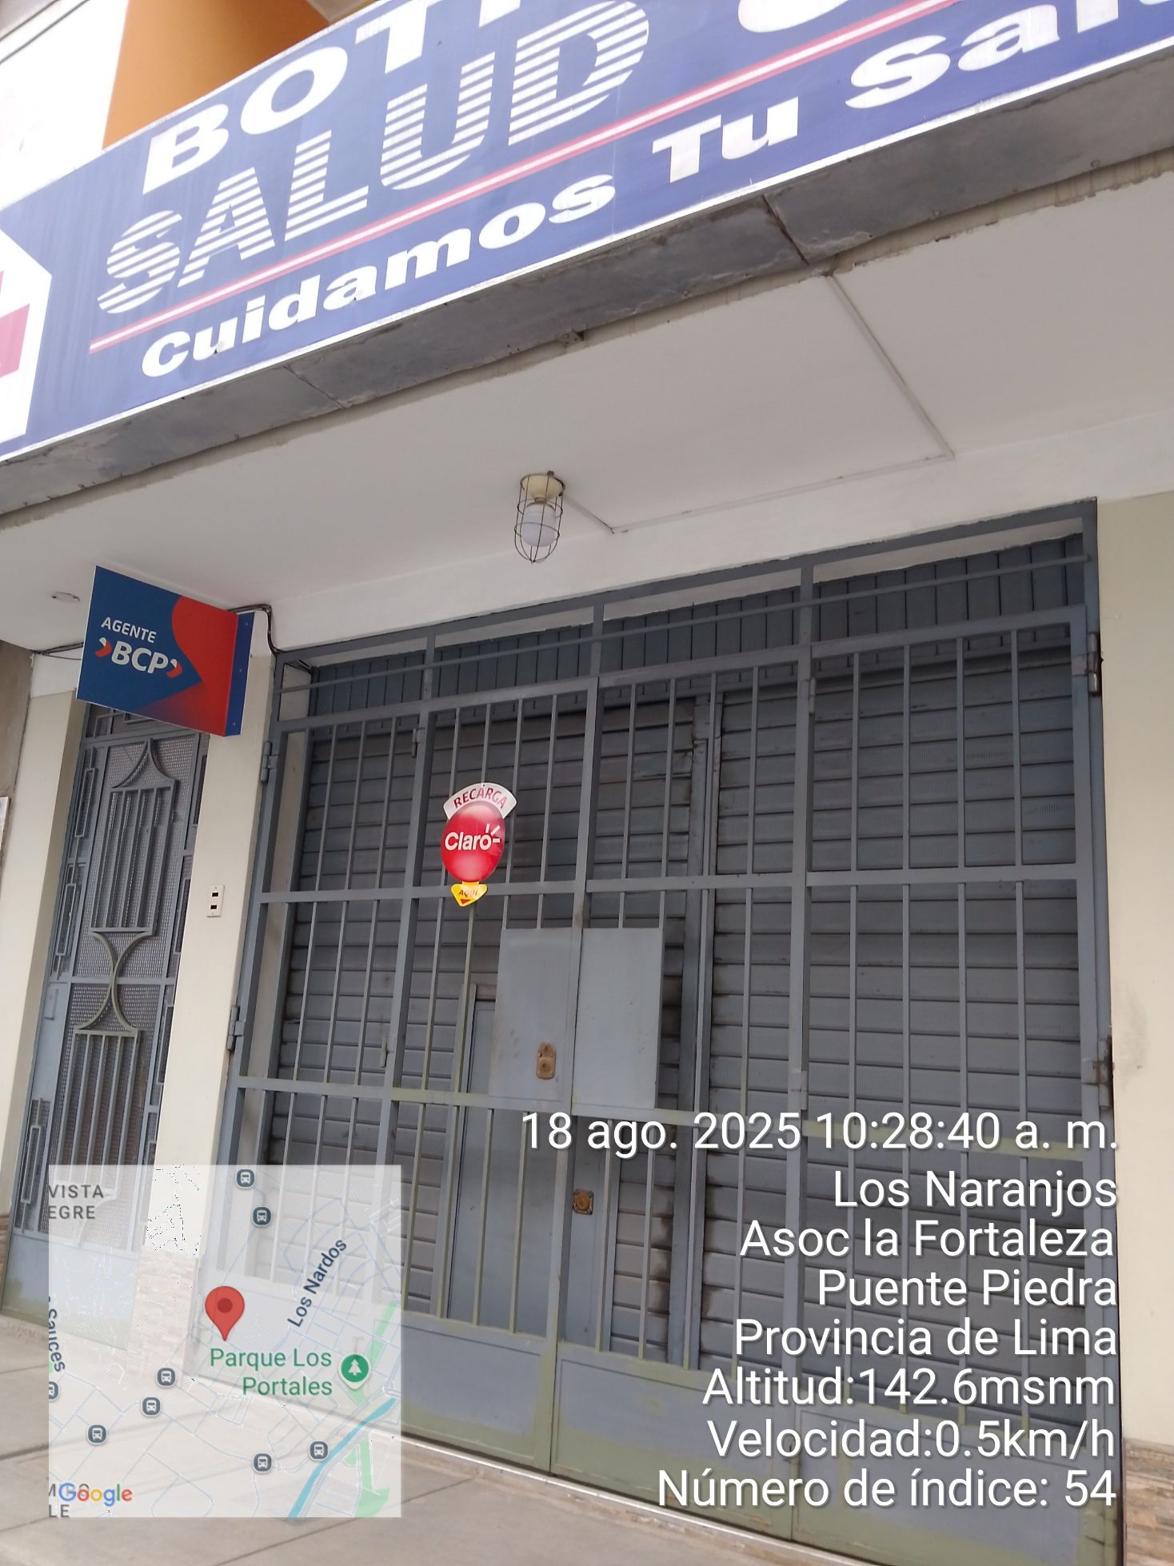 SALUD
Cuidamos Tu
AGENTE
BCP
RECARGA
Claro
AQUÍ
18 ago. 2025 10:28:40 a. m.
Los Naranjos
Asoc la Fortaleza
Puente Piedra
Provincia de Lima
Altitud:142.6msnm
Velocidad:0.5km/h
Número de índice: 54
VISTA
EGRE
Los Nardos
Sauces
Parque Los
Portales
Google
LE